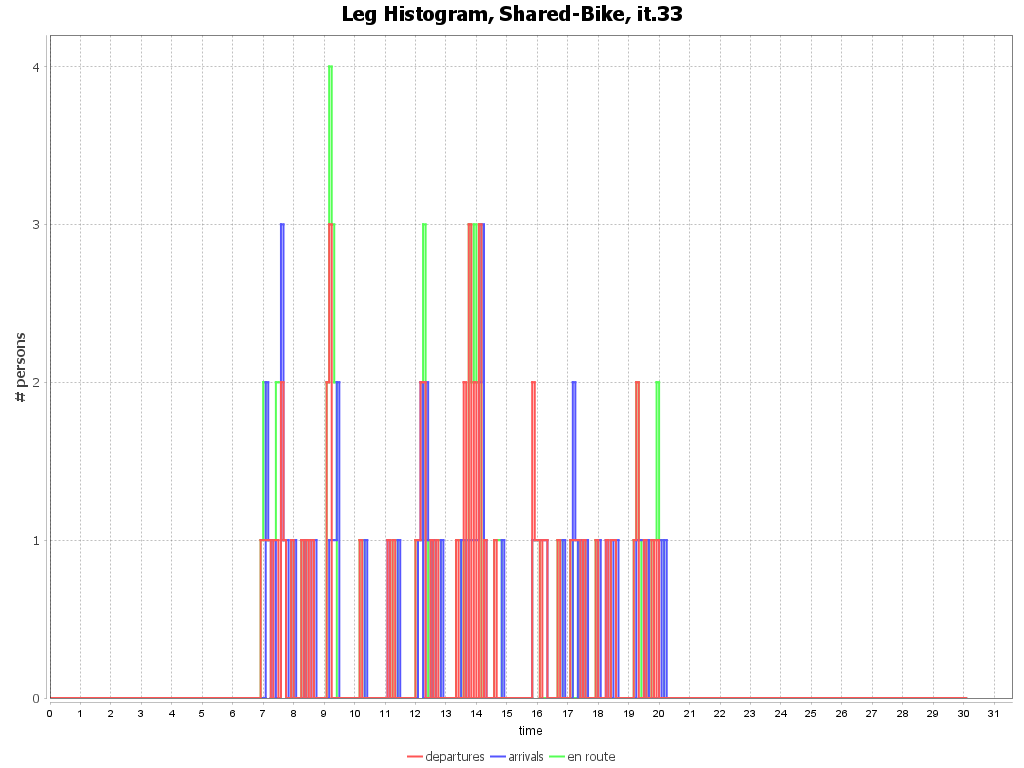 Leg Histogram, Shared-Bike, it.33
# persons
4
3
2
1
0
0 1 2 3 4 5 6 7 8 9 10 11 12 13 14 15 16 17 18 19 20 21 22 23 24 25 26 27 28 29 30 31
time
departures arrivals en route